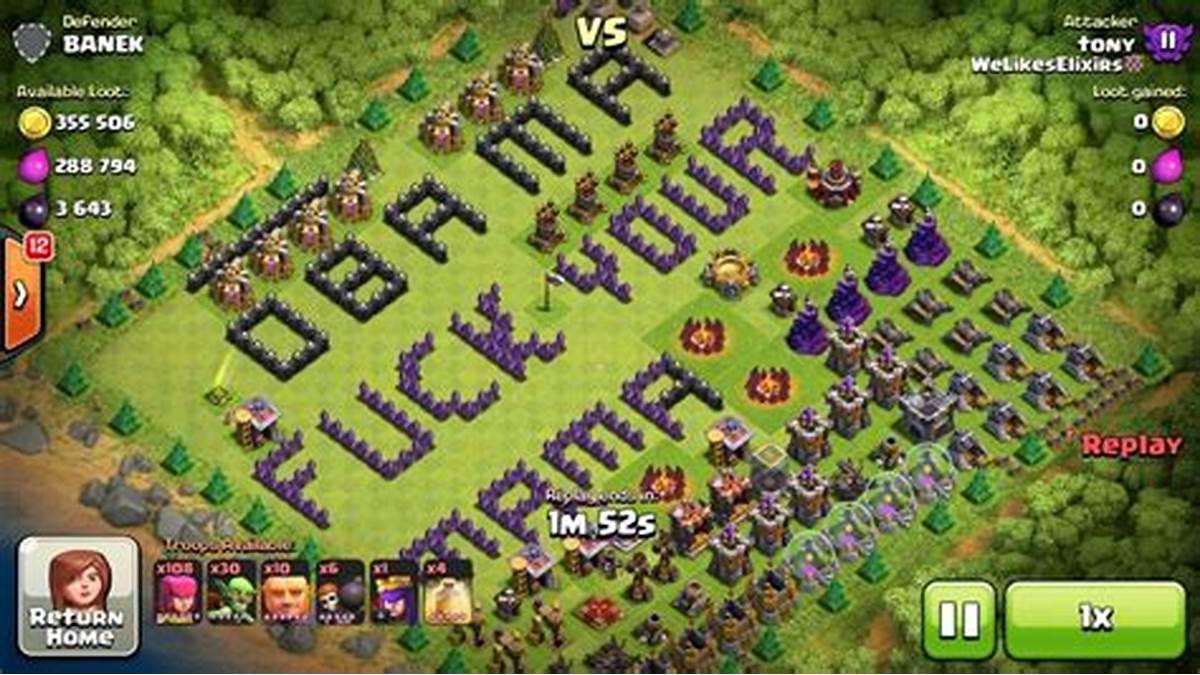 Defender
BANEK
Available Loot:
355 506
288 794
3 643
12
VS
Attacker
tONY
WeLikesElixirs
11
Loot gained:
0
0
0
OBAMA
FUCK YOUR
MAMA
Replay
Replay ends in:
1M 52s
Troops Available:
x108 x30 x10 x6 x1 x4
Return
Home
1x